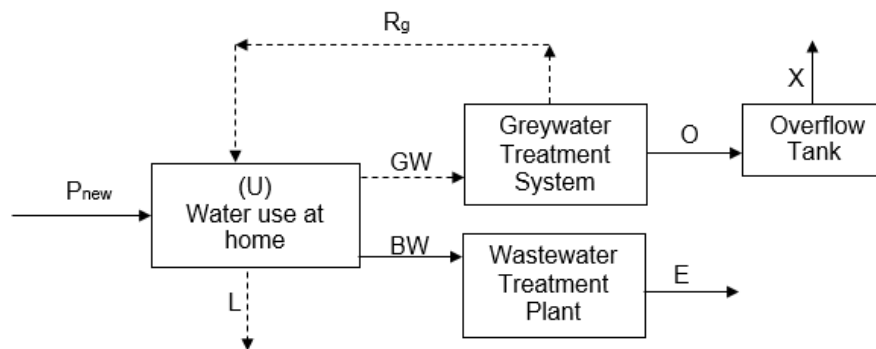 Rg
X
Greywater
Treatment
System
O
Overflow
Tank
GW
Pnew
(U)
Water use at
home
BW
Wastewater
Treatment
Plant
E
L